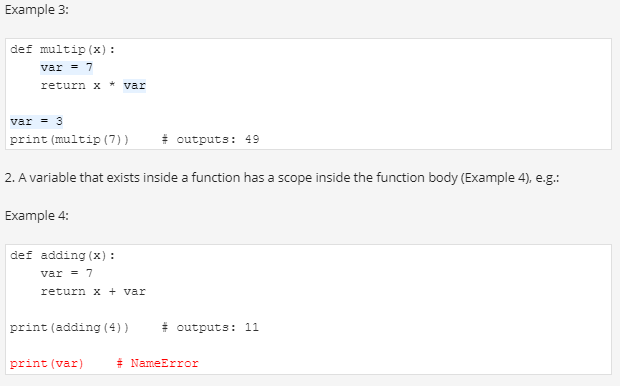 Example 3:
def multip(x):
    var = 7
    return x * var
var = 3
print(multip(7))    # outputs: 49
2. A variable that exists inside a function has a scope inside the function body (Example 4), e.g.:
Example 4:
def adding(x):
    var = 7
    return x + var
print(adding(4))    # outputs: 11
print(var)    # NameError